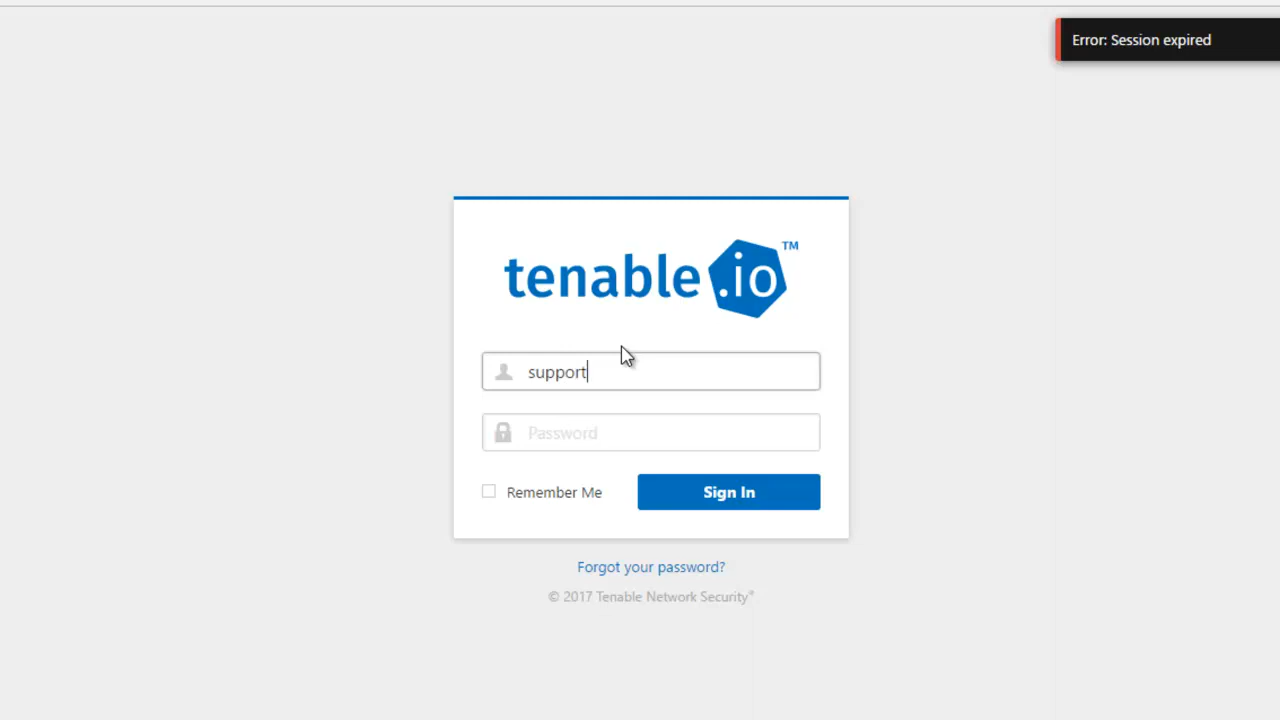 Error: Session expired
tenable.io™
support
Password
Remember Me
Sign In
Forgot your password?
© 2017 Tenable Network Security®